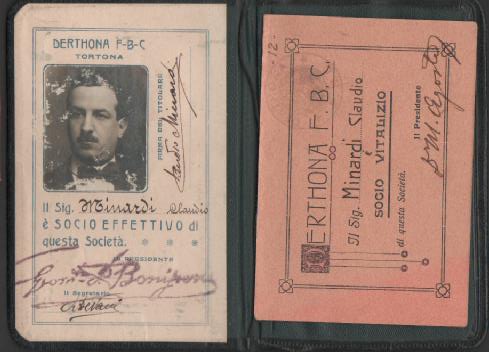 DERTHONA F-B-C
TORTONA
FIRMA DEL TITOLARE
Claudio Minardi
Il Sig. Minardi Claudio
è SOCIO EFFETTIVO di
questa Società.
IL PRESIDENTE
Il Segretario
-12-
DERTHONA F. B. C.
Il Sig. Minardi Claudio
è
SOCIO VITALIZIO
di questa Società.
Il Presidente